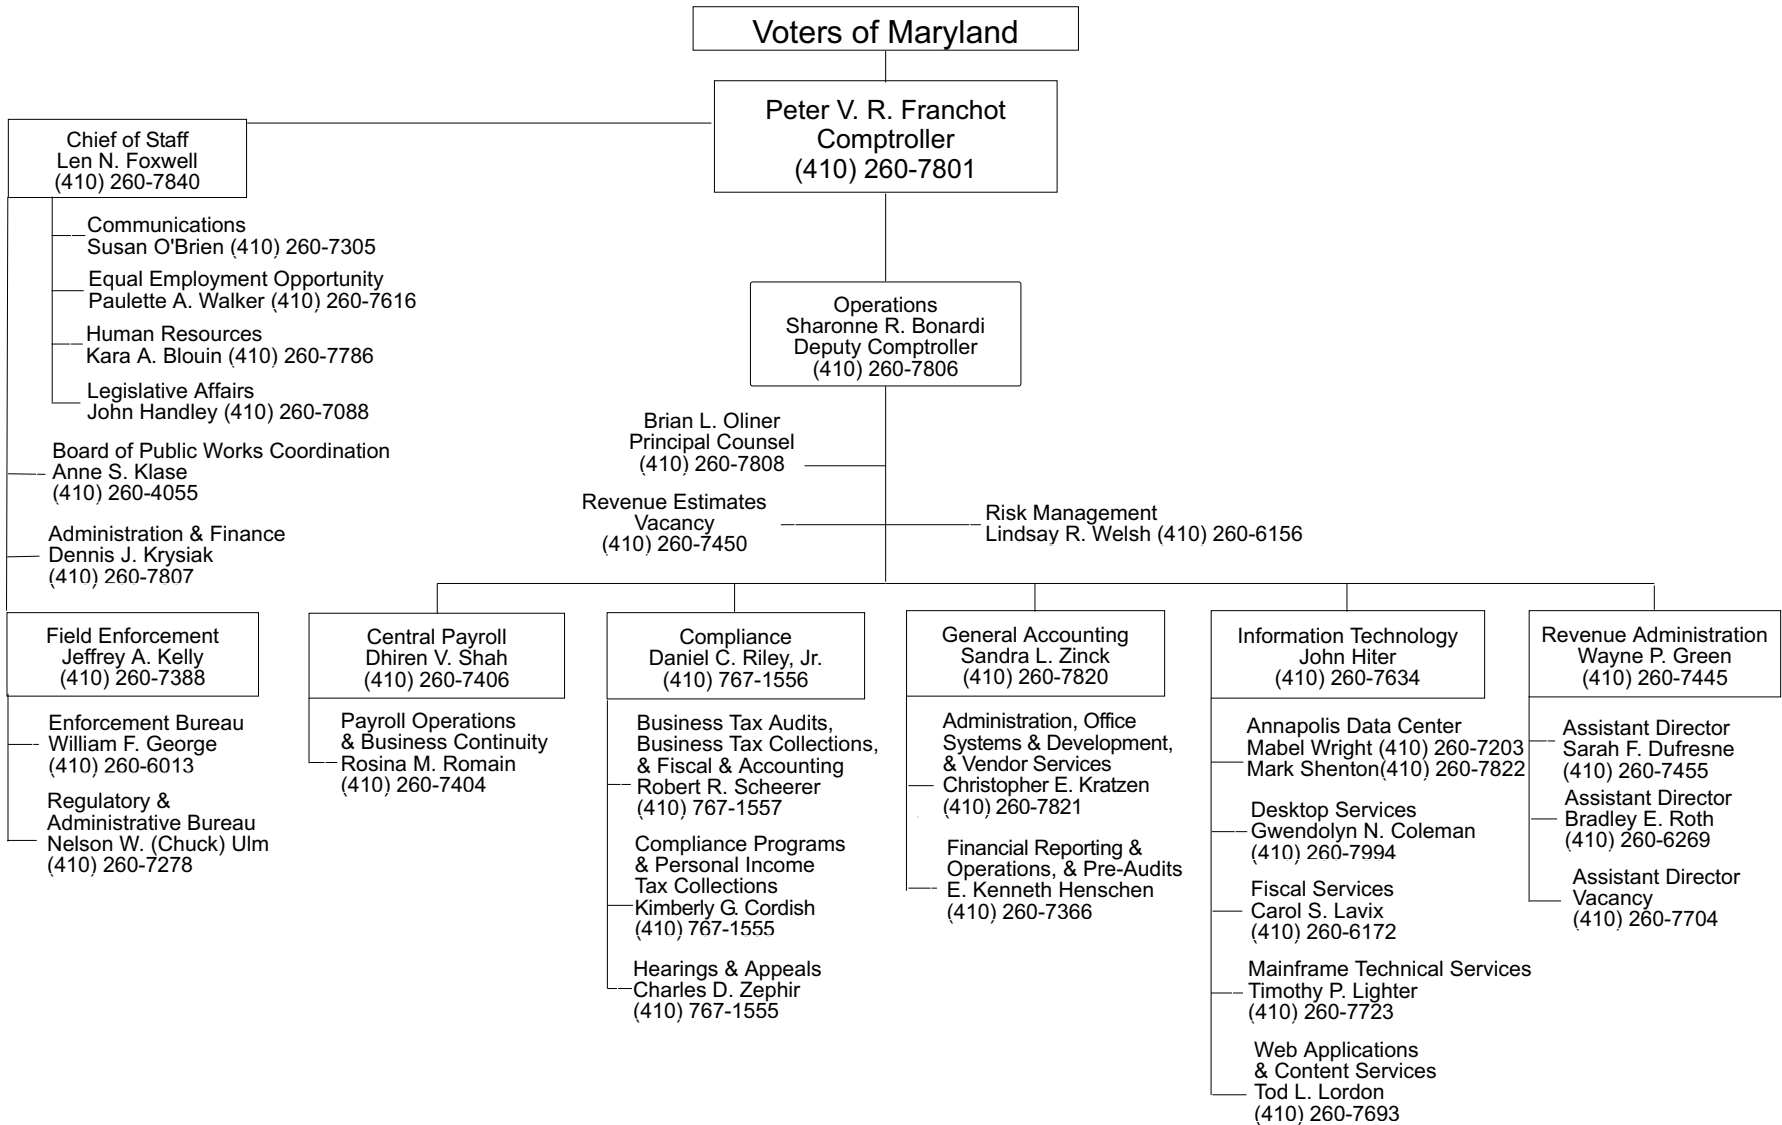 Voters of Maryland
Peter V. R. Franchot
Comptroller
(410) 260-7801
Chief of Staff
Len N. Foxwell
(410) 260-7840
Communications
Susan O'Brien (410) 260-7305
Equal Employment Opportunity
Paulette A. Walker (410) 260-7616
Human Resources
Kara A. Blouin (410) 260-7786
Legislative Affairs
John Handley (410) 260-7088
Board of Public Works Coordination
Anne S. Klase
(410) 260-4055
Administration & Finance
Dennis J. Krysiak
(410) 260-7807
Operations
Sharonne R. Bonardi
Deputy Comptroller
(410) 260-7806
Brian L. Oliner
Principal Counsel
(410) 260-7808
Revenue Estimates
Vacancy
(410) 260-7450
Risk Management
Lindsay R. Welsh (410) 260-6156
Field Enforcement
Jeffrey A. Kelly
(410) 260-7388
Enforcement Bureau
William F. George
(410) 260-6013
Regulatory &
Administrative Bureau
Nelson W. (Chuck) Ulm
(410) 260-7278
Central Payroll
Dhiren V. Shah
(410) 260-7406
Payroll Operations
& Business Continuity
Rosina M. Romain
(410) 260-7404
Compliance
Daniel C. Riley, Jr.
(410) 767-1556
Business Tax Audits,
Business Tax Collections,
& Fiscal & Accounting
Robert R. Scheerer
(410) 767-1557
Compliance Programs
& Personal Income
Tax Collections
Kimberly G. Cordish
(410) 767-1555
Hearings & Appeals
Charles D. Zephir
(410) 767-1555
General Accounting
Sandra L. Zinck
(410) 260-7820
Administration, Office
Systems & Development,
& Vendor Services
Christopher E. Kratzen
(410) 260-7821
Financial Reporting &
Operations, & Pre-Audits
E. Kenneth Henschen
(410) 260-7366
Information Technology
John Hiter
(410) 260-7634
Annapolis Data Center
Mabel Wright (410) 260-7203
Mark Shenton(410) 260-7822
Desktop Services
Gwendolyn N. Coleman
(410) 260-7994
Fiscal Services
Carol S. Lavix
(410) 260-6172
Mainframe Technical Services
Timothy P. Lighter
(410) 260-7723
Web Applications
& Content Services
Tod L. Lordon
(410) 260-7693
Revenue Administration
Wayne P. Green
(410) 260-7445
Assistant Director
Sarah F. Dufresne
(410) 260-7455
Assistant Director
Bradley E. Roth
(410) 260-6269
Assistant Director
Vacancy
(410) 260-7704